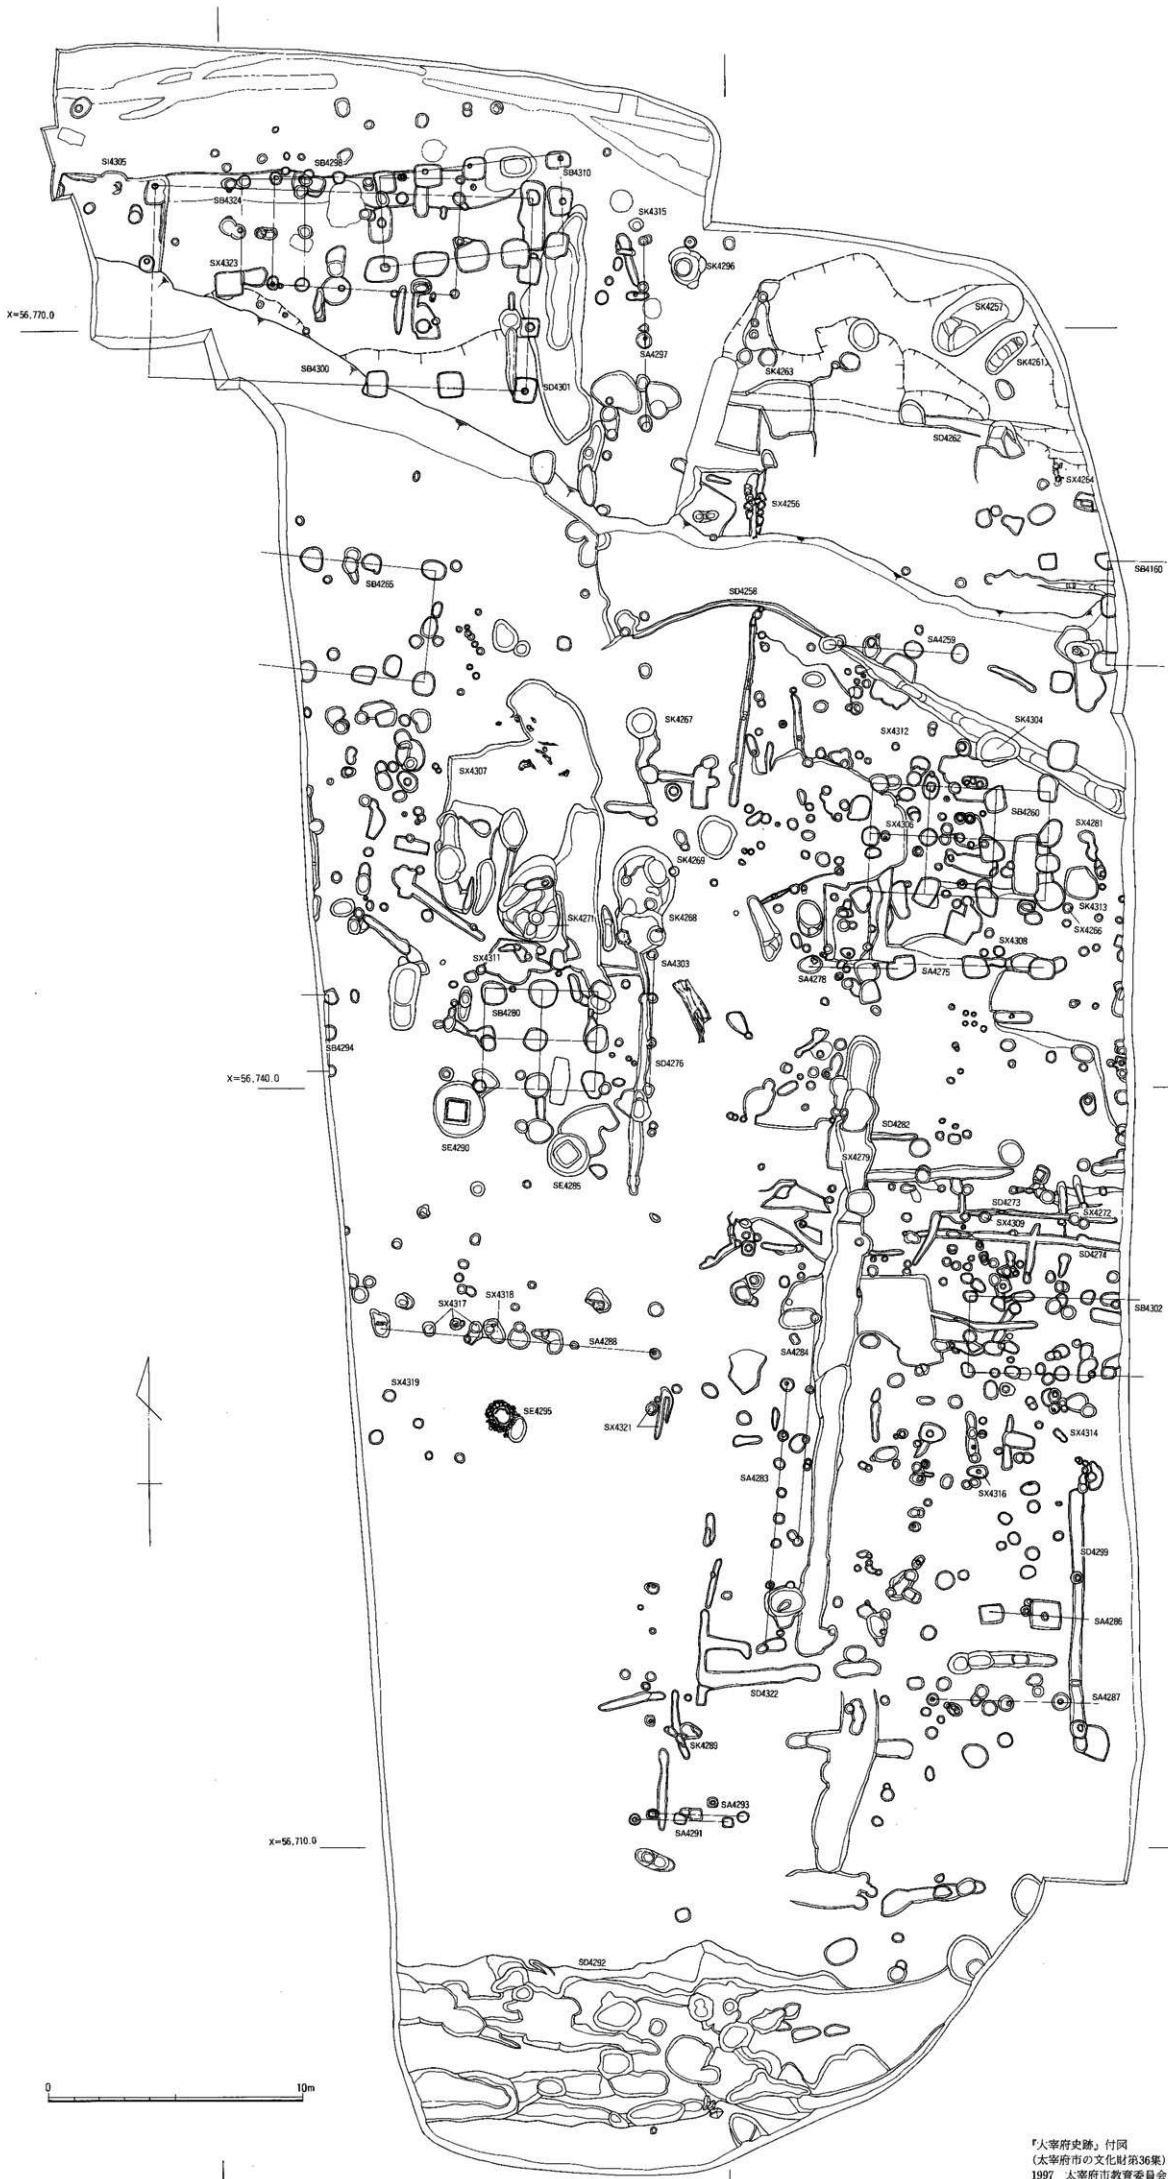 SI4305
SB4298
SB4310
SB4324
SK4315
SK4296
SX4323
SK4257
X=56,770.0
SK4261
SA4297
SK4263
SB4300
SD4301
SD4262
SX4264
SX4256
SB4265
SB4160
SD4258
SA4259
SK4267
SX4312
SK4304
SX4307
SB4260
SX4306
SX4281
SK4269
SK4313
SK4271
SK4268
SX4266
SX4308
SX4311
SA4303
SA4278
SA4275
SB4280
SB4294
SD4276
X=56,740.0
SD4282
SE4290
SX4279
SE4285
SD4273
SX4272
SX4309
SD4274
SX4318
SX4317
SB4302
SA4288
SA4284
SX4319
SE4295
SX4321
SX4314
SA4283
SX4316
SD4299
SA4286
SD4322
SA4287
SK4289
SA4293
SA4291
X=56,710.0
SD4292
0 10m
『大宰府史跡』付図
(太宰府市の文化財第36集)
1997 太宰府市教育委員会